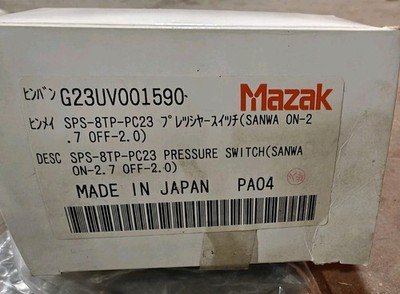 ヒンバン G23UV001590
Mazak
ヒンメイ SPS-8TP-PC23 プレッシャースイッチ(SANWA ON-2
.7 OFF-2.0)
DESC SPS-8TP-PC23 PRESSURE SWITCH(SANWA
ON-2.7 OFF-2.0)
MADE IN JAPAN PA04